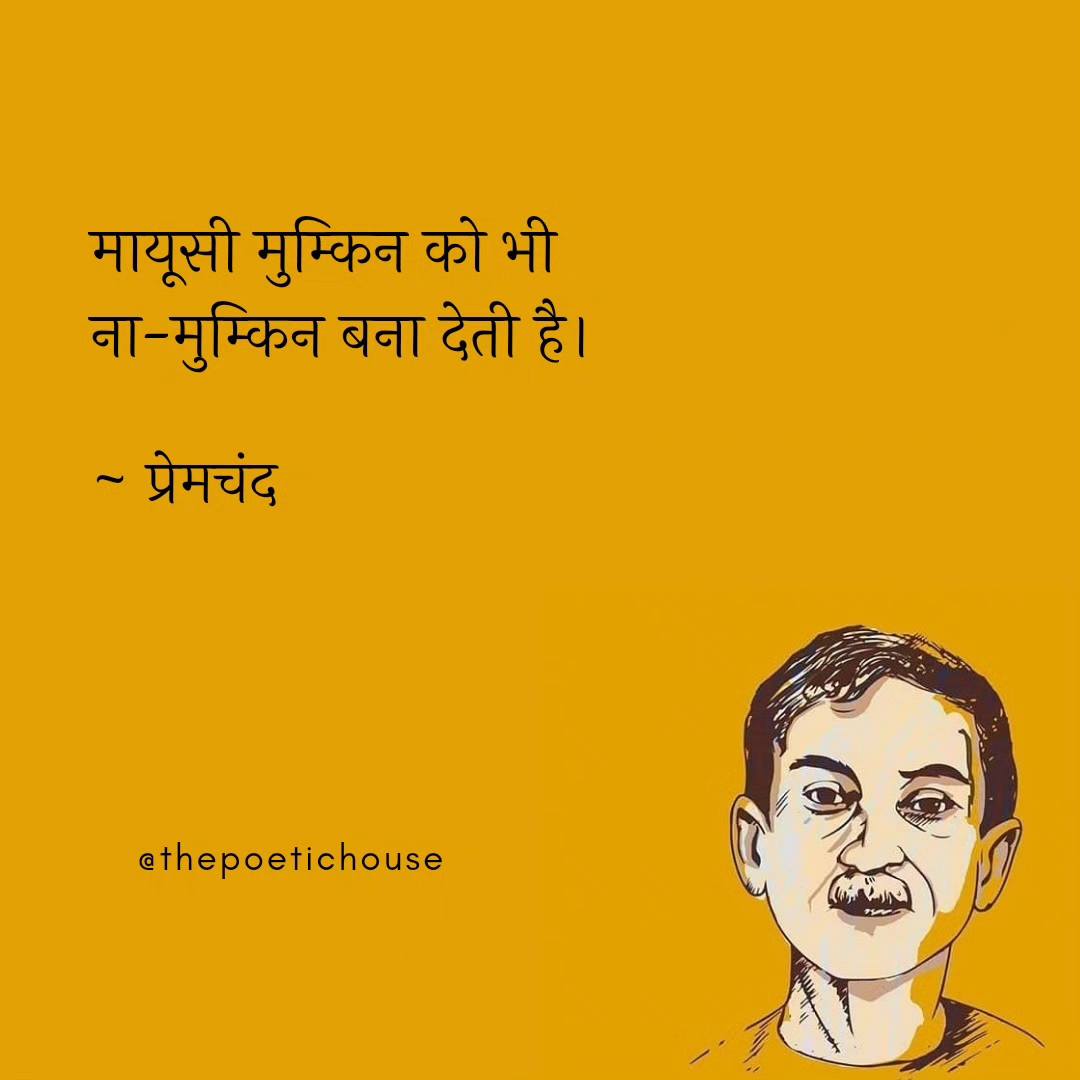 मायूसी मुम्किन को भी
ना-मुम्किन बना देती है।
~ प्रेमचंद
@thepoetichouse